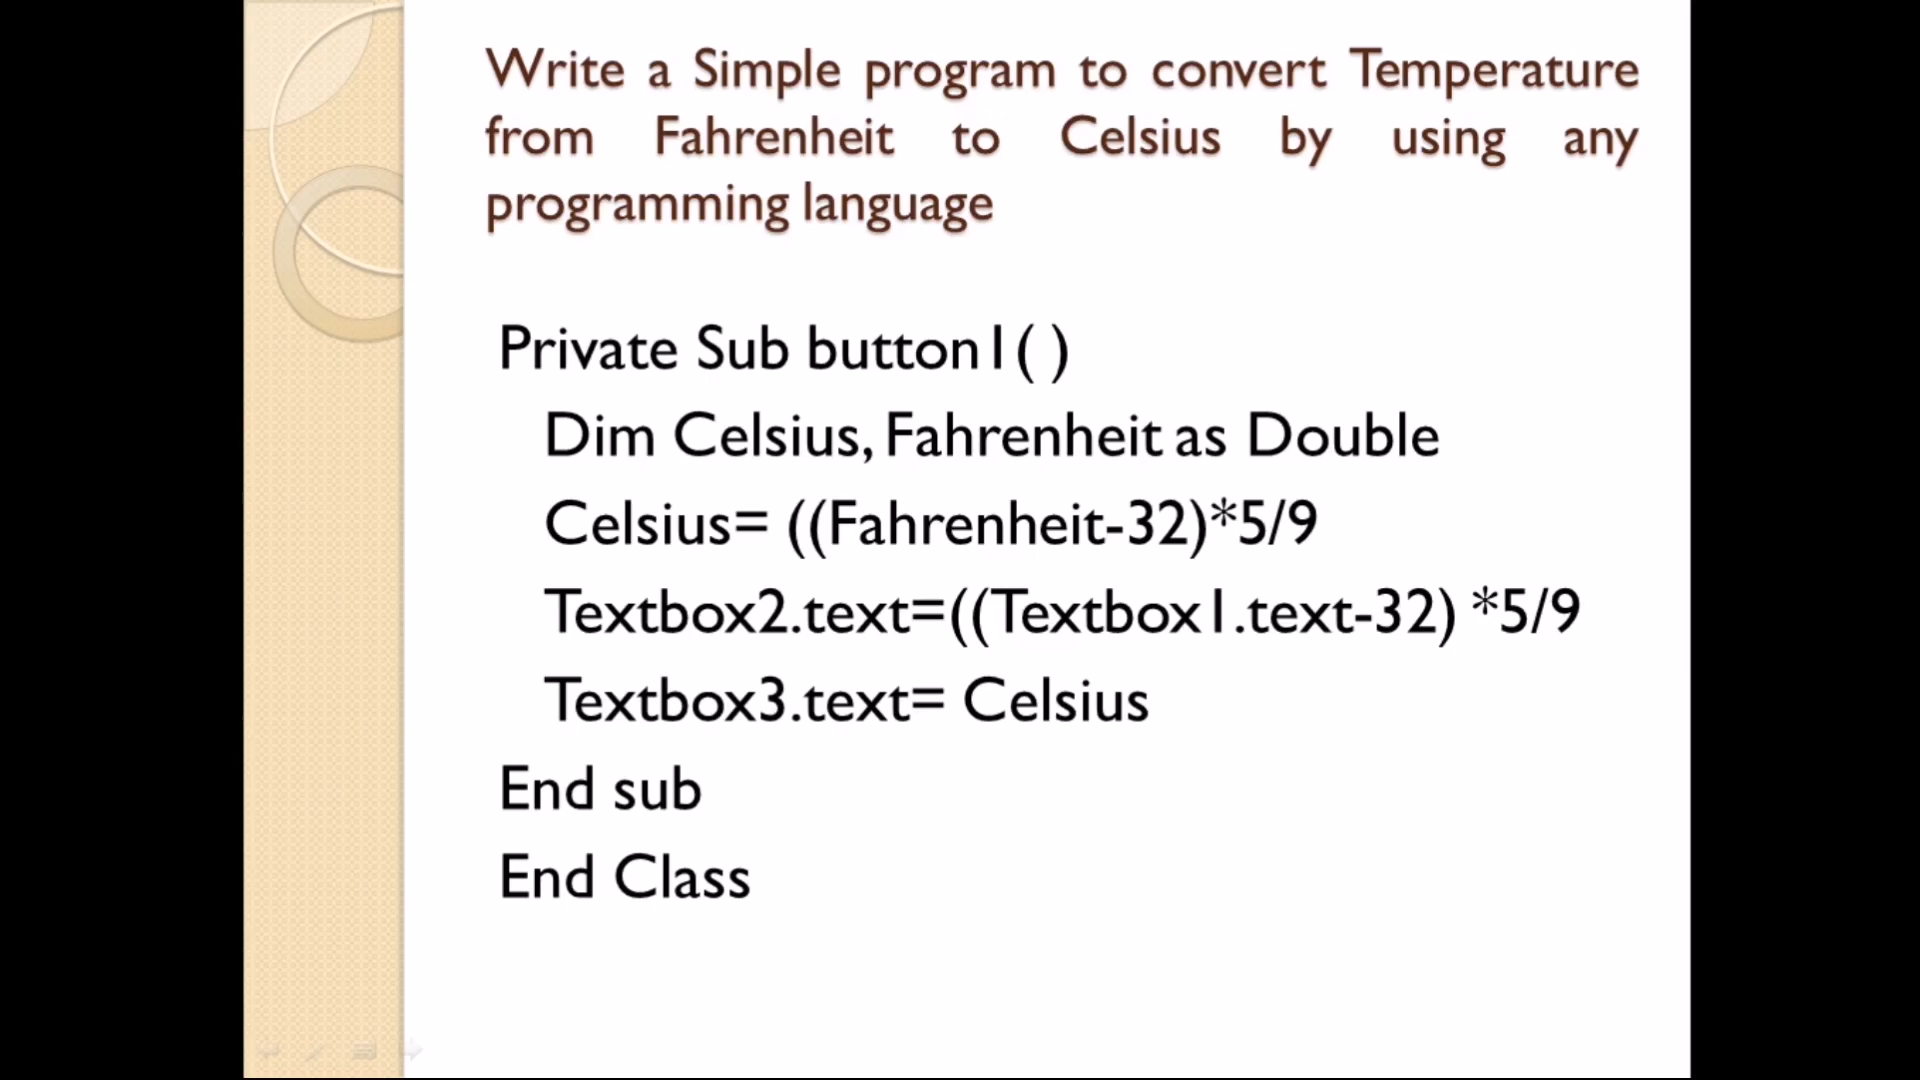 Write a Simple program to convert Temperature
from Fahrenheit to Celsius by using any
programming language
Private Sub button1( )
Dim Celsius, Fahrenheit as Double
Celsius= ((Fahrenheit-32)*5/9
Textbox2.text=((Textbox1.text-32) *5/9
Textbox3.text= Celsius
End sub
End Class